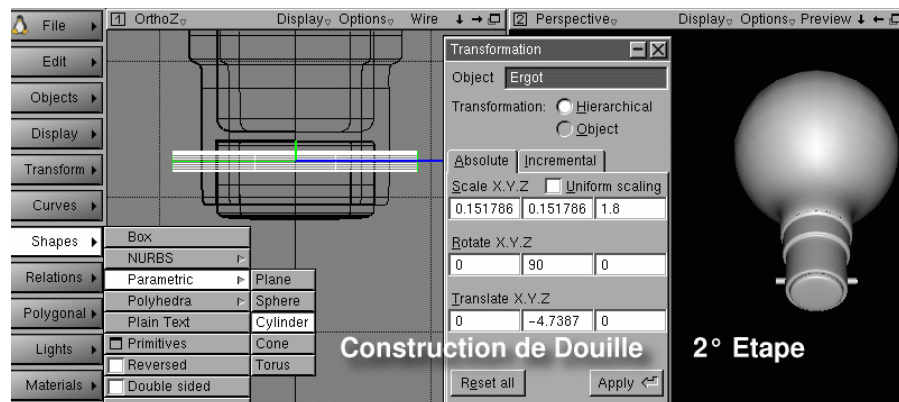 File
Edit
Objects
Display
Transform
Curves
Shapes
Relations
Polygonal
Lights
Materials
1 OrthoZ
Display Options Wire
2 Perspective
Display Options Preview
Box
NURBS
Parametric
Polyhedra
Plain Text
Primitives
Reversed
Double sided
Plane
Sphere
Cylinder
Cone
Torus
Transformation
Object Ergot
Transformation: Hierarchical
Object
Absolute Incremental
Scale X.Y.Z Uniform scaling
0.151786 0.151786 1.8
Rotate X.Y.Z
0 90 0
Translate X.Y.Z
0 -4.7387 0
Reset all Apply
Construction de Douille 2° Etape